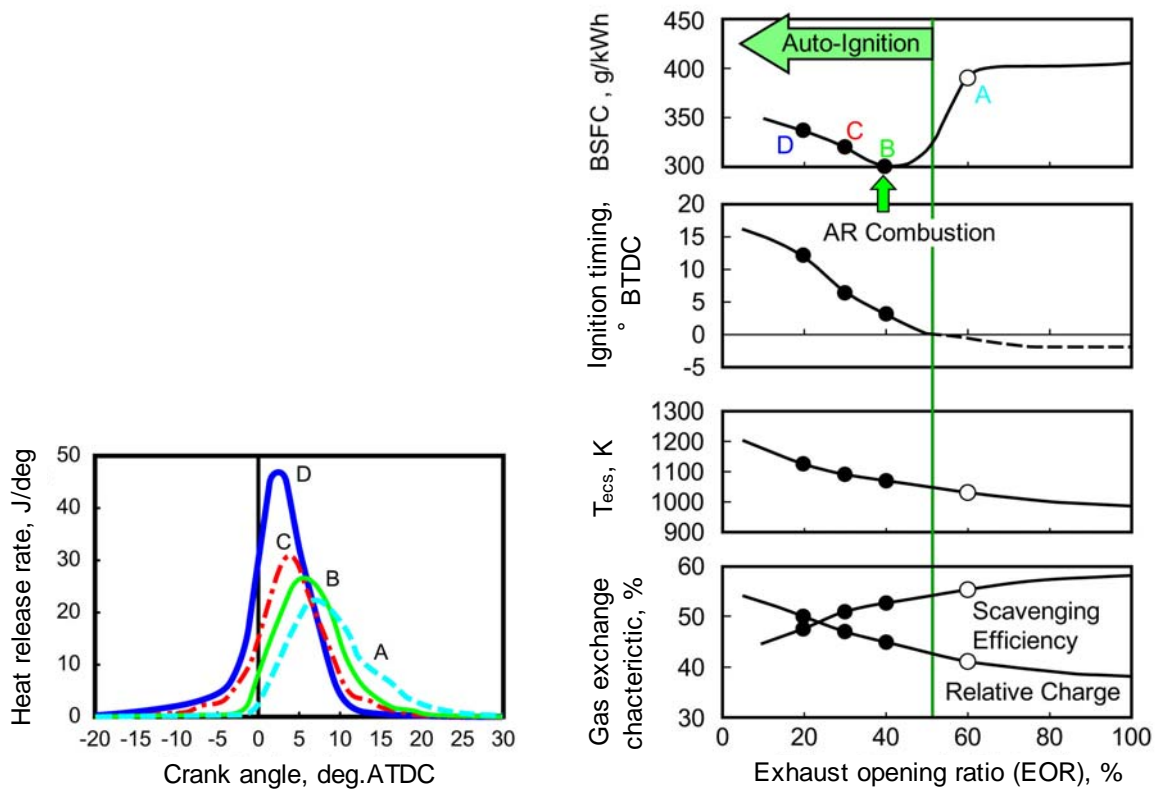 50
40
30
20
10
0
Heat release rate, J/deg
D
C
B
A
-20 -15 -10 -5 0 5 10 15 20 25 30
Crank angle, deg.ATDC
450
400
350
300
BSFC , g/kWh
Auto-Ignition
A
C
B
D
20
15
10
5
0
-5
Ignition timing,
° BTDC
AR Combustion
1300
1200
1100
1000
900
Tecs, K
60
50
40
30
Gas exchange
chacterictic, %
Scavenging
Efficiency
Relative Charge
0 20 40 60 80 100
Exhaust opening ratio (EOR), %